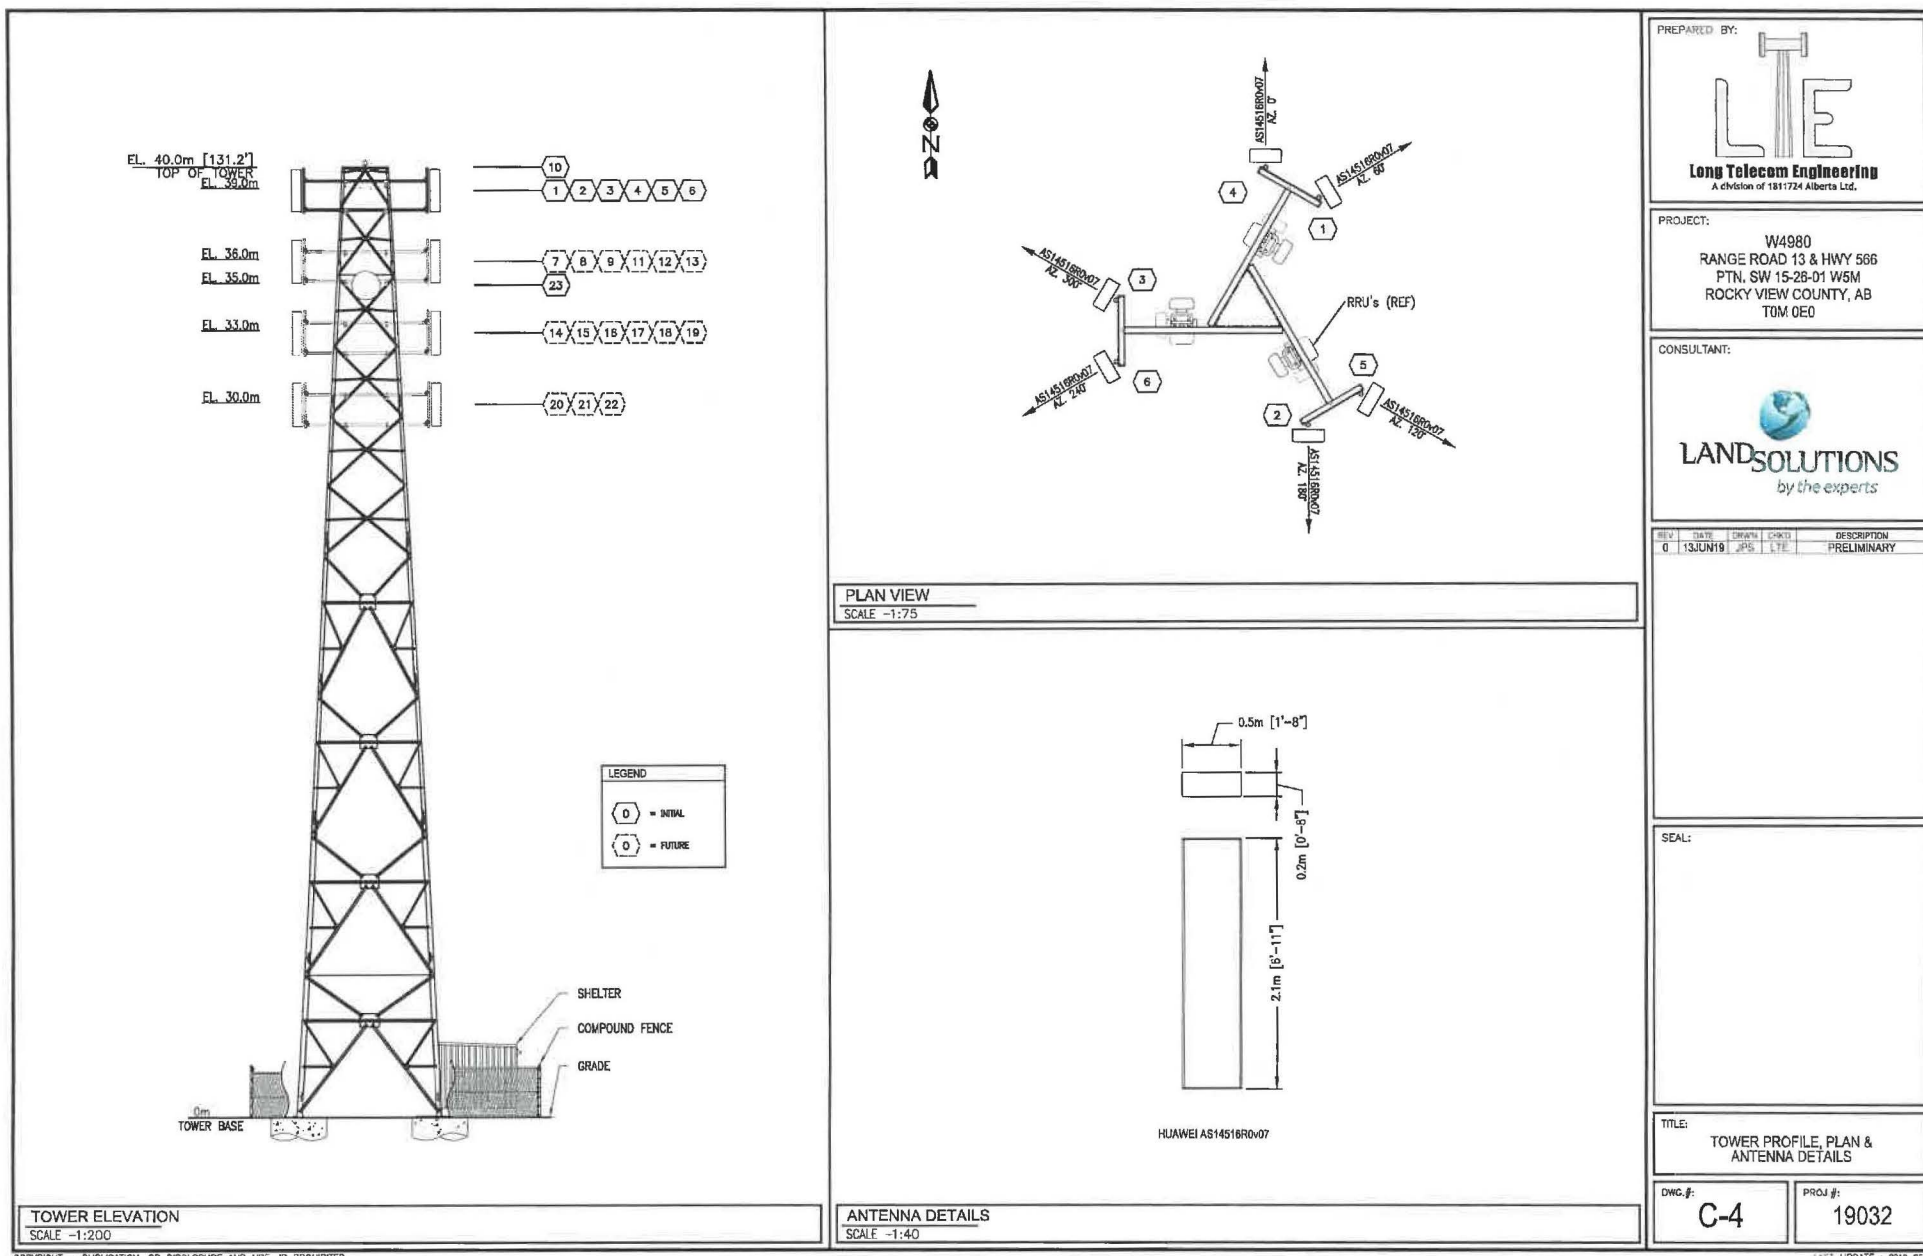 EL. 40.0m [131.2']
TOP OF TOWER
EL. 39.0m
EL. 36.0m
EL. 35.0m
EL. 33.0m
EL. 30.0m
10
1 2 3 4 5 6
7 8 9 11 12 13
23
14 15 16 17 18 19
20 21 22
LEGEND
0 = INITIAL
0 = FUTURE
SHELTER
COMPOUND FENCE
GRADE
0m
TOWER BASE
TOWER ELEVATION
SCALE -1:200
N
AS14516R0v07
AZ. 0°
AS14516R0v07
AZ. 60°
4
1
AS14516R0v07
AZ. 300°
3
RRU's (REF)
AS14516R0v07
AZ. 240°
6
5
2
AS14516R0v07
AZ. 120°
AS14516R0v07
AZ. 180°
PLAN VIEW
SCALE -1:75
0.5m [1'-8"]
0.2m [0'-8"]
2.1m [6'-11"]
HUAWEI AS14516R0v07
ANTENNA DETAILS
SCALE -1:40
PREPARED BY:
LTE
Long Telecom Engineering
A division of 1811724 Alberta Ltd.
PROJECT:
W4980
RANGE ROAD 13 & HWY 566
PTN. SW 15-26-01 W5M
ROCKY VIEW COUNTY, AB
T0M 0E0
CONSULTANT:
LANDSOLUTIONS
by the experts
REV DATE DRWN CHKD DESCRIPTION
0 13JUN19 JPS LTE PRELIMINARY
SEAL:
TITLE:
TOWER PROFILE, PLAN &
ANTENNA DETAILS
DWG.#:
C-4
PROJ #:
19032